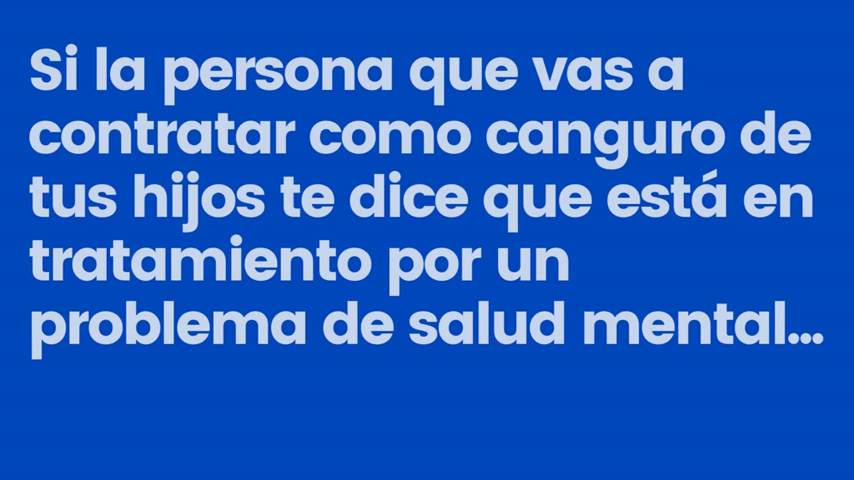 Si la persona que vas a
contratar como canguro de
tus hijos te dice que está en
tratamiento por un
problema de salud mental...